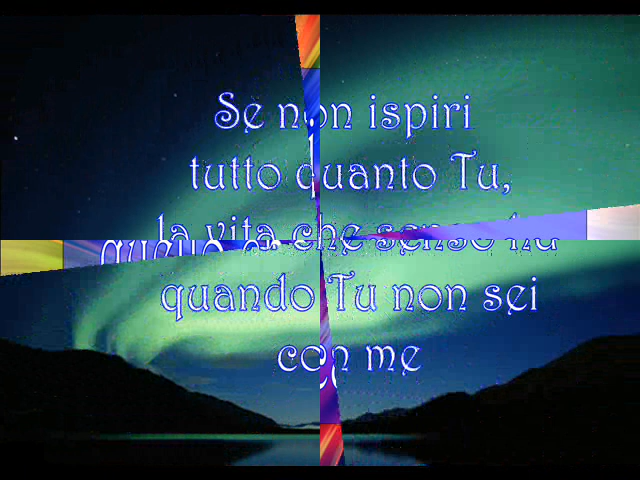 Se non ispiri
tutto quanto Tu,
la vita che senso ha
quando Tu non sei
con me